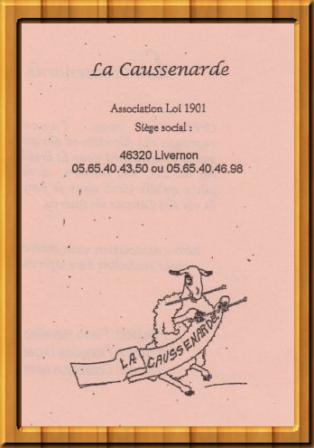 La Caussenarde
Association Loi 1901
Siège social :
46320 Livernon
05.65.40.43.50 ou 05.65.40.46.98
LA CAUSSENARDE